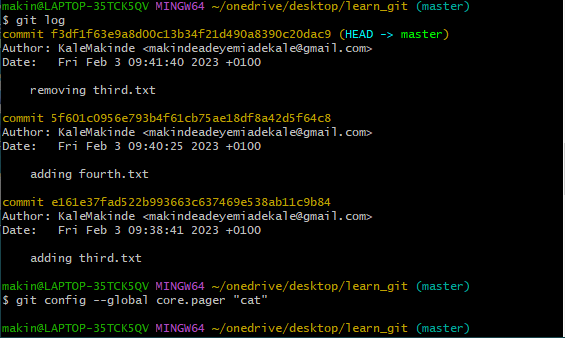 makin@LAPTOP-35TCK5QV MINGW64 ~/onedrive/desktop/learn_git (master)
$ git log
commit f3df1f63e9a8d00c13b34f21d490a8390c20dac9 (HEAD -> master)
Author: KaleMakinde <makindeadeyemiadekale@gmail.com>
Date:   Fri Feb 3 09:41:40 2023 +0100
    removing third.txt
commit 5f601c0956e793b4f61cb75ae18df8a42d5f64c8
Author: KaleMakinde <makindeadeyemiadekale@gmail.com>
Date:   Fri Feb 3 09:40:25 2023 +0100
    adding fourth.txt
commit e161e37fad522b993663c637469e538ab11c9b84
Author: KaleMakinde <makindeadeyemiadekale@gmail.com>
Date:   Fri Feb 3 09:38:41 2023 +0100
    adding third.txt
makin@LAPTOP-35TCK5QV MINGW64 ~/onedrive/desktop/learn_git (master)
$ git config --global core.pager "cat"
makin@LAPTOP-35TCK5QV MINGW64 ~/onedrive/desktop/learn_git (master)